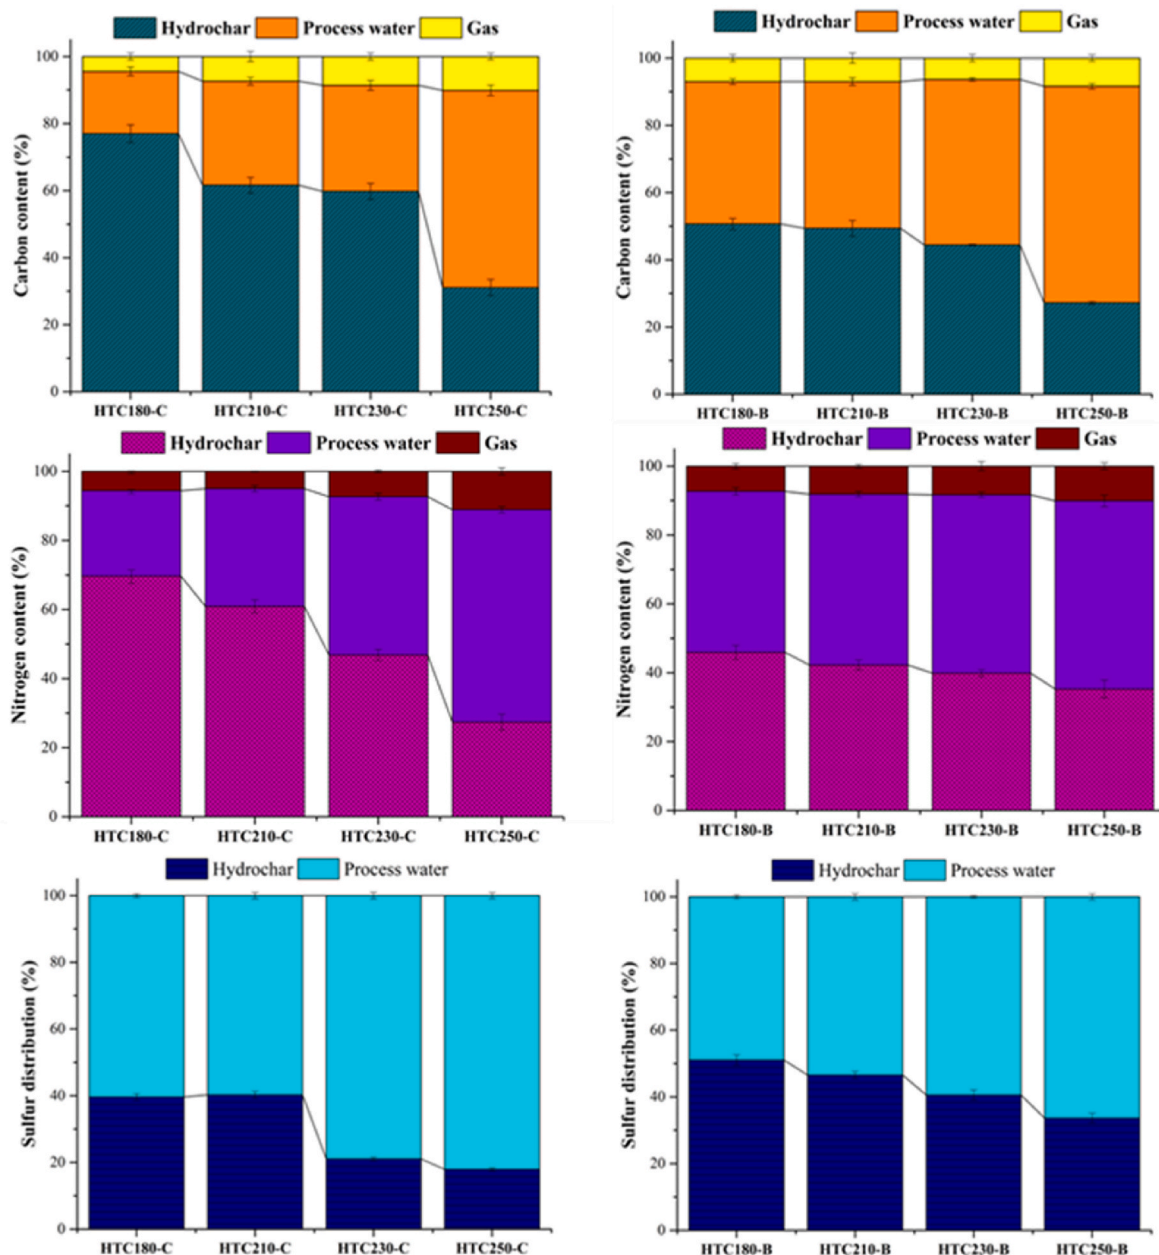 Hydrochar Process water Gas
Carbon content (%)
100
80
60
40
20
0
HTC180-C HTC210-C HTC230-C HTC250-C
Hydrochar Process water Gas
Carbon content (%)
100
80
60
40
20
0
HTC180-B HTC210-B HTC230-B HTC250-B
Hydrochar Process water Gas
Nitrogen content (%)
100
80
60
40
20
0
HTC180-C HTC210-C HTC230-C HTC250-C
Hydrochar Process water Gas
Nitrogen content (%)
100
80
60
40
20
0
HTC180-B HTC210-B HTC230-B HTC250-B
Hydrochar Process water
Sulfur distribution (%)
100
80
60
40
20
0
HTC180-C HTC210-C HTC230-C HTC250-C
Hydrochar Process water
Sulfur distribution (%)
100
80
60
40
20
0
HTC180-B HTC210-B HTC230-B HTC250-B